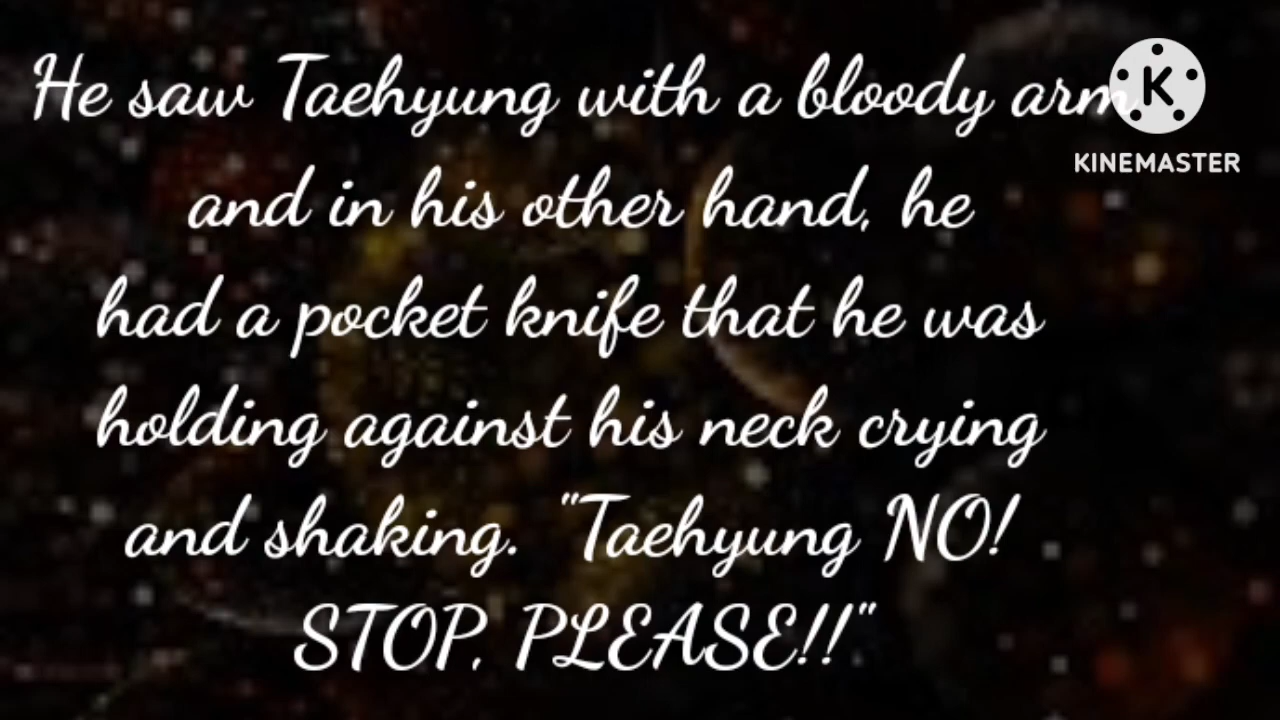 He saw Taehyung with a bloody arm
KINEMASTER
and in his other hand, he
had a pocket knife that he was
holding against his neck crying
and shaking. "Taehyung NO!
STOP, PLEASE!!"